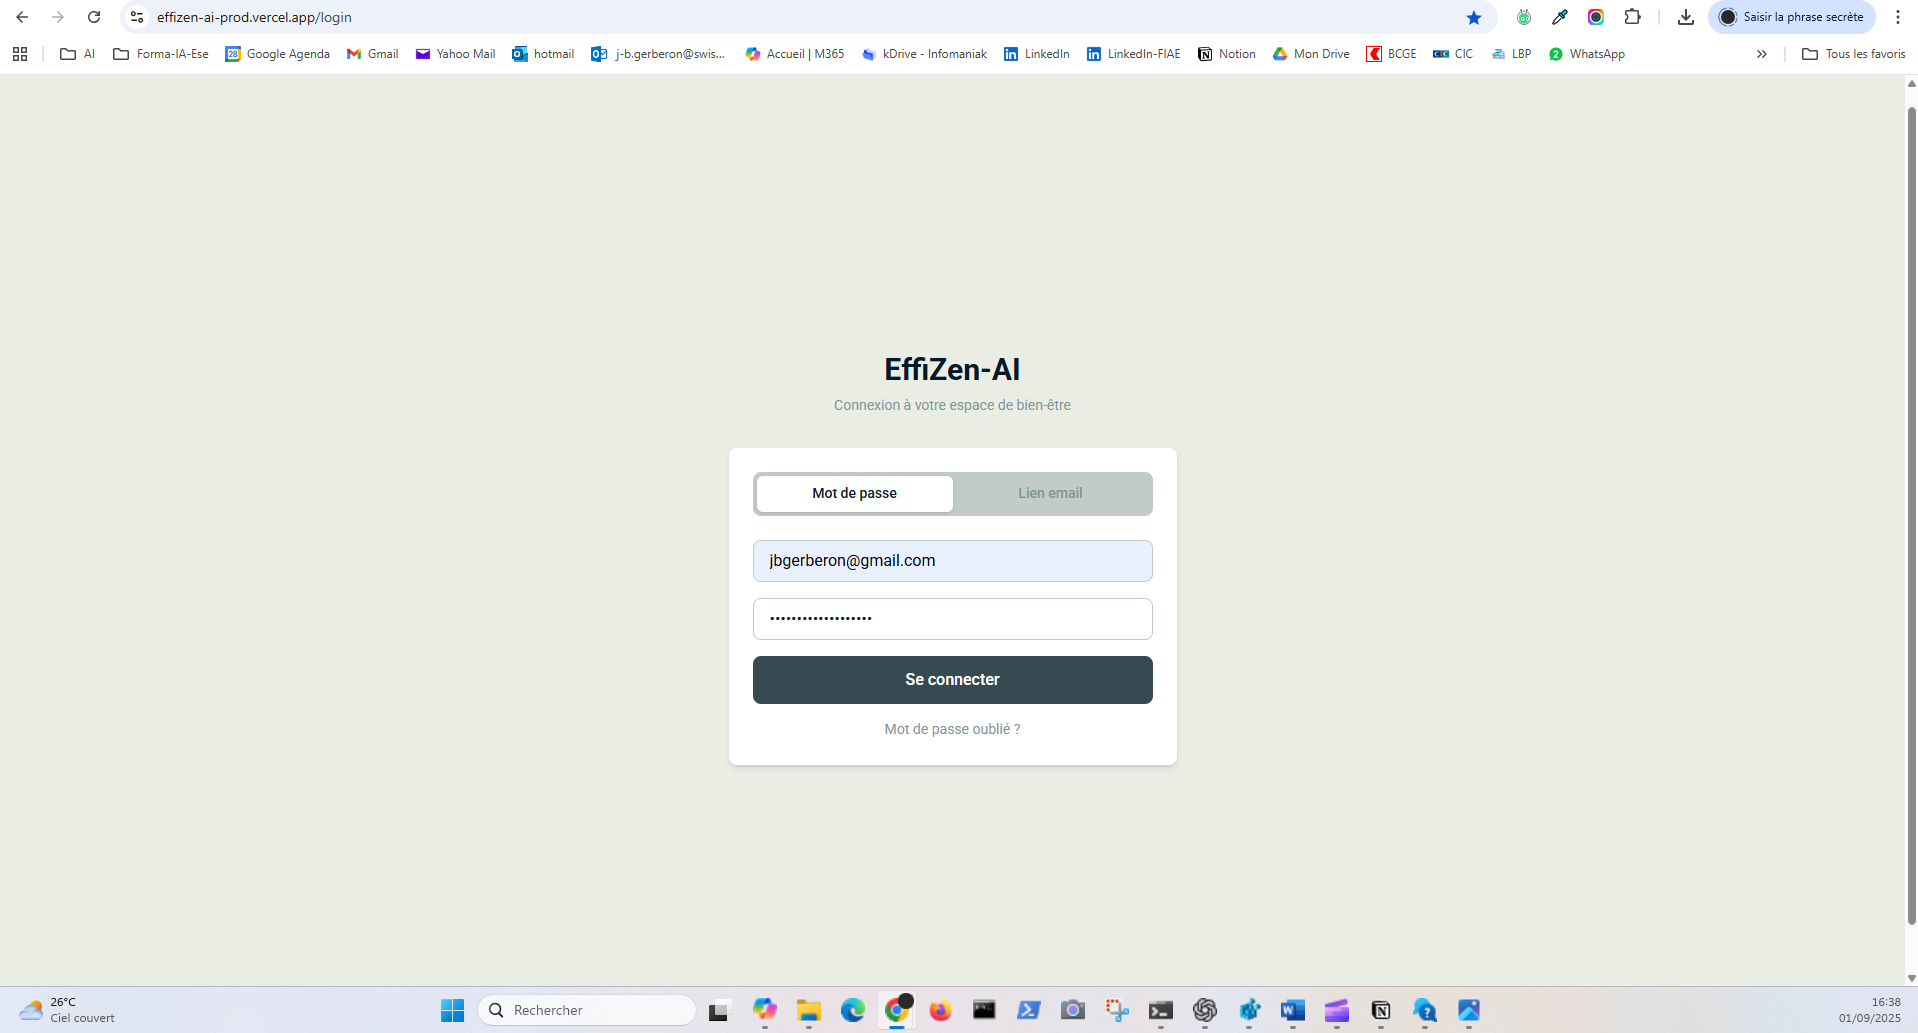 effizen-ai-prod.vercel.app/login
Saisir la phrase secrète
AI
Forma-IA-Ese
28
Google Agenda
Gmail
Yahoo Mail
hotmail
j-b.gerberon@swis...
Accueil | M365
kDrive - Infomaniak
LinkedIn
LinkedIn-FIAE
Notion
Mon Drive
BCGE
CIC
LBP
2
WhatsApp
Tous les favoris
EffiZen-AI
Connexion à votre espace de bien-être
Mot de passe
Lien email
jbgerberon@gmail.com
•••••••••••••••••••
Se connecter
Mot de passe oublié ?
26°C
Ciel couvert
Rechercher
16:38
01/09/2025